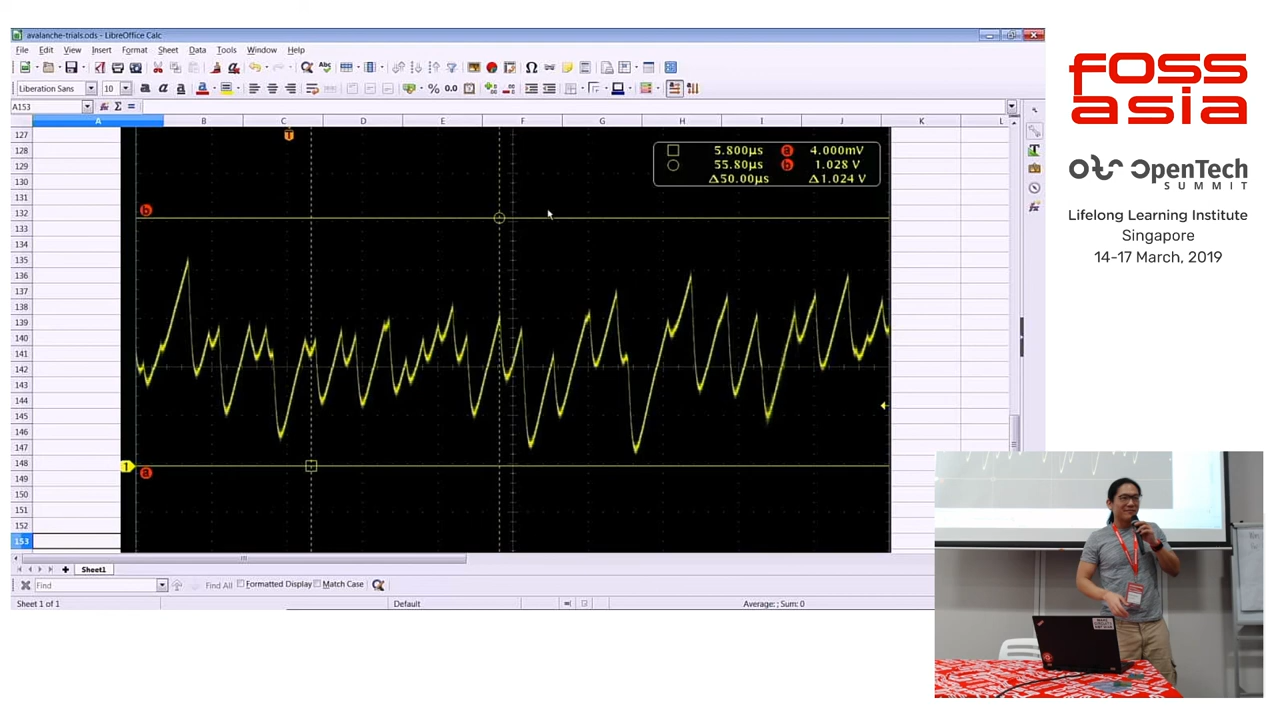 avalanche-trials.ods - LibreOffice Calc
File Edit View Insert Format Sheet Data Tools Window Help
Liberation Sans 10
A153
A B C D E F G H I J K L
127
128
129
130
131
132
133
134
135
136
137
138
139
140
141
142
143
144
145
146
147
148
149
150
151
152
153
T
5.800µs a 4.000mV
55.80µs b 1.028 V
Δ50.00µs Δ1.024 V
b
1
a
Sheet1
Find Find All Formatted Display Match Case
Sheet 1 of 1 Default Average: ; Sum: 0
FOSS
asia
OpenTech
SUMMIT
Lifelong Learning Institute
Singapore
14-17 March, 2019